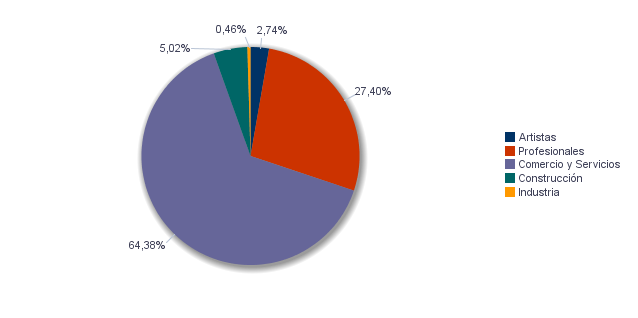 0,46%
2,74%
5,02%
27,40%
64,38%
Artistas
Profesionales
Comercio y Servicios
Construcción
Industria